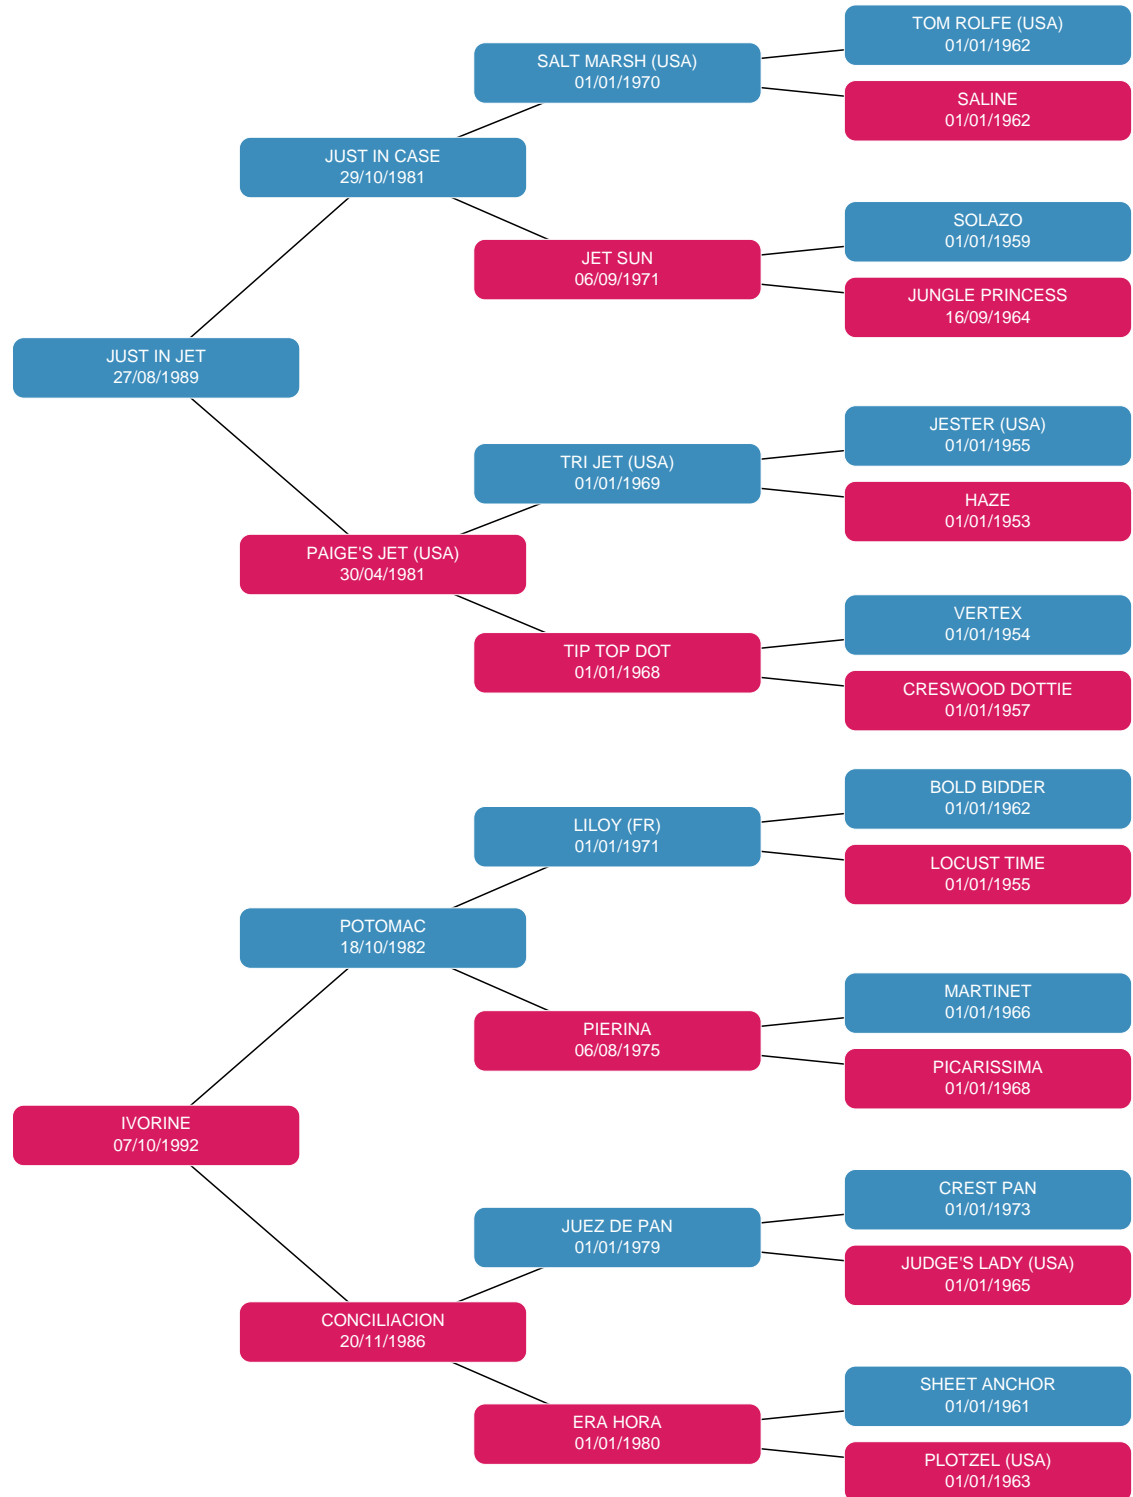 TOM ROLFE (USA)
01/01/1962
SALT MARSH (USA)
01/01/1970
SALINE
01/01/1962
JUST IN CASE
29/10/1981
SOLAZO
01/01/1959
JET SUN
06/09/1971
JUNGLE PRINCESS
16/09/1964
JUST IN JET
27/08/1989
JESTER (USA)
01/01/1955
TRI JET (USA)
01/01/1969
HAZE
01/01/1953
PAIGE'S JET (USA)
30/04/1981
VERTEX
01/01/1954
TIP TOP DOT
01/01/1968
CRESWOOD DOTTIE
01/01/1957
BOLD BIDDER
01/01/1962
LILOY (FR)
01/01/1971
LOCUST TIME
01/01/1955
POTOMAC
18/10/1982
MARTINET
01/01/1966
PIERINA
06/08/1975
PICARISSIMA
01/01/1968
IVORINE
07/10/1992
CREST PAN
01/01/1973
JUEZ DE PAN
01/01/1979
JUDGE'S LADY (USA)
01/01/1965
CONCILIACION
20/11/1986
SHEET ANCHOR
01/01/1961
ERA HORA
01/01/1980
PLOTZEL (USA)
01/01/1963